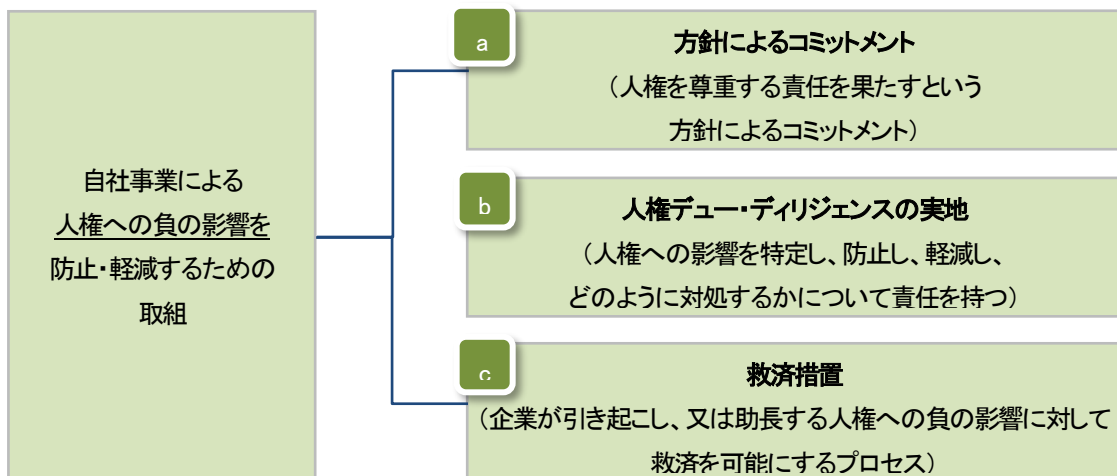 自社事業による
人権への負の影響を
防止・軽減するための
取組
a
方針によるコミットメント
（人権を尊重する責任を果たすという
方針によるコミットメント）
b
人権デュー・ディリジェンスの実地
（人権への影響を特定し、防止し、軽減し、
どのように対処するかについて責任を持つ）
c
救済措置
（企業が引き起こし、又は助長する人権への負の影響に対して
救済を可能にするプロセス）